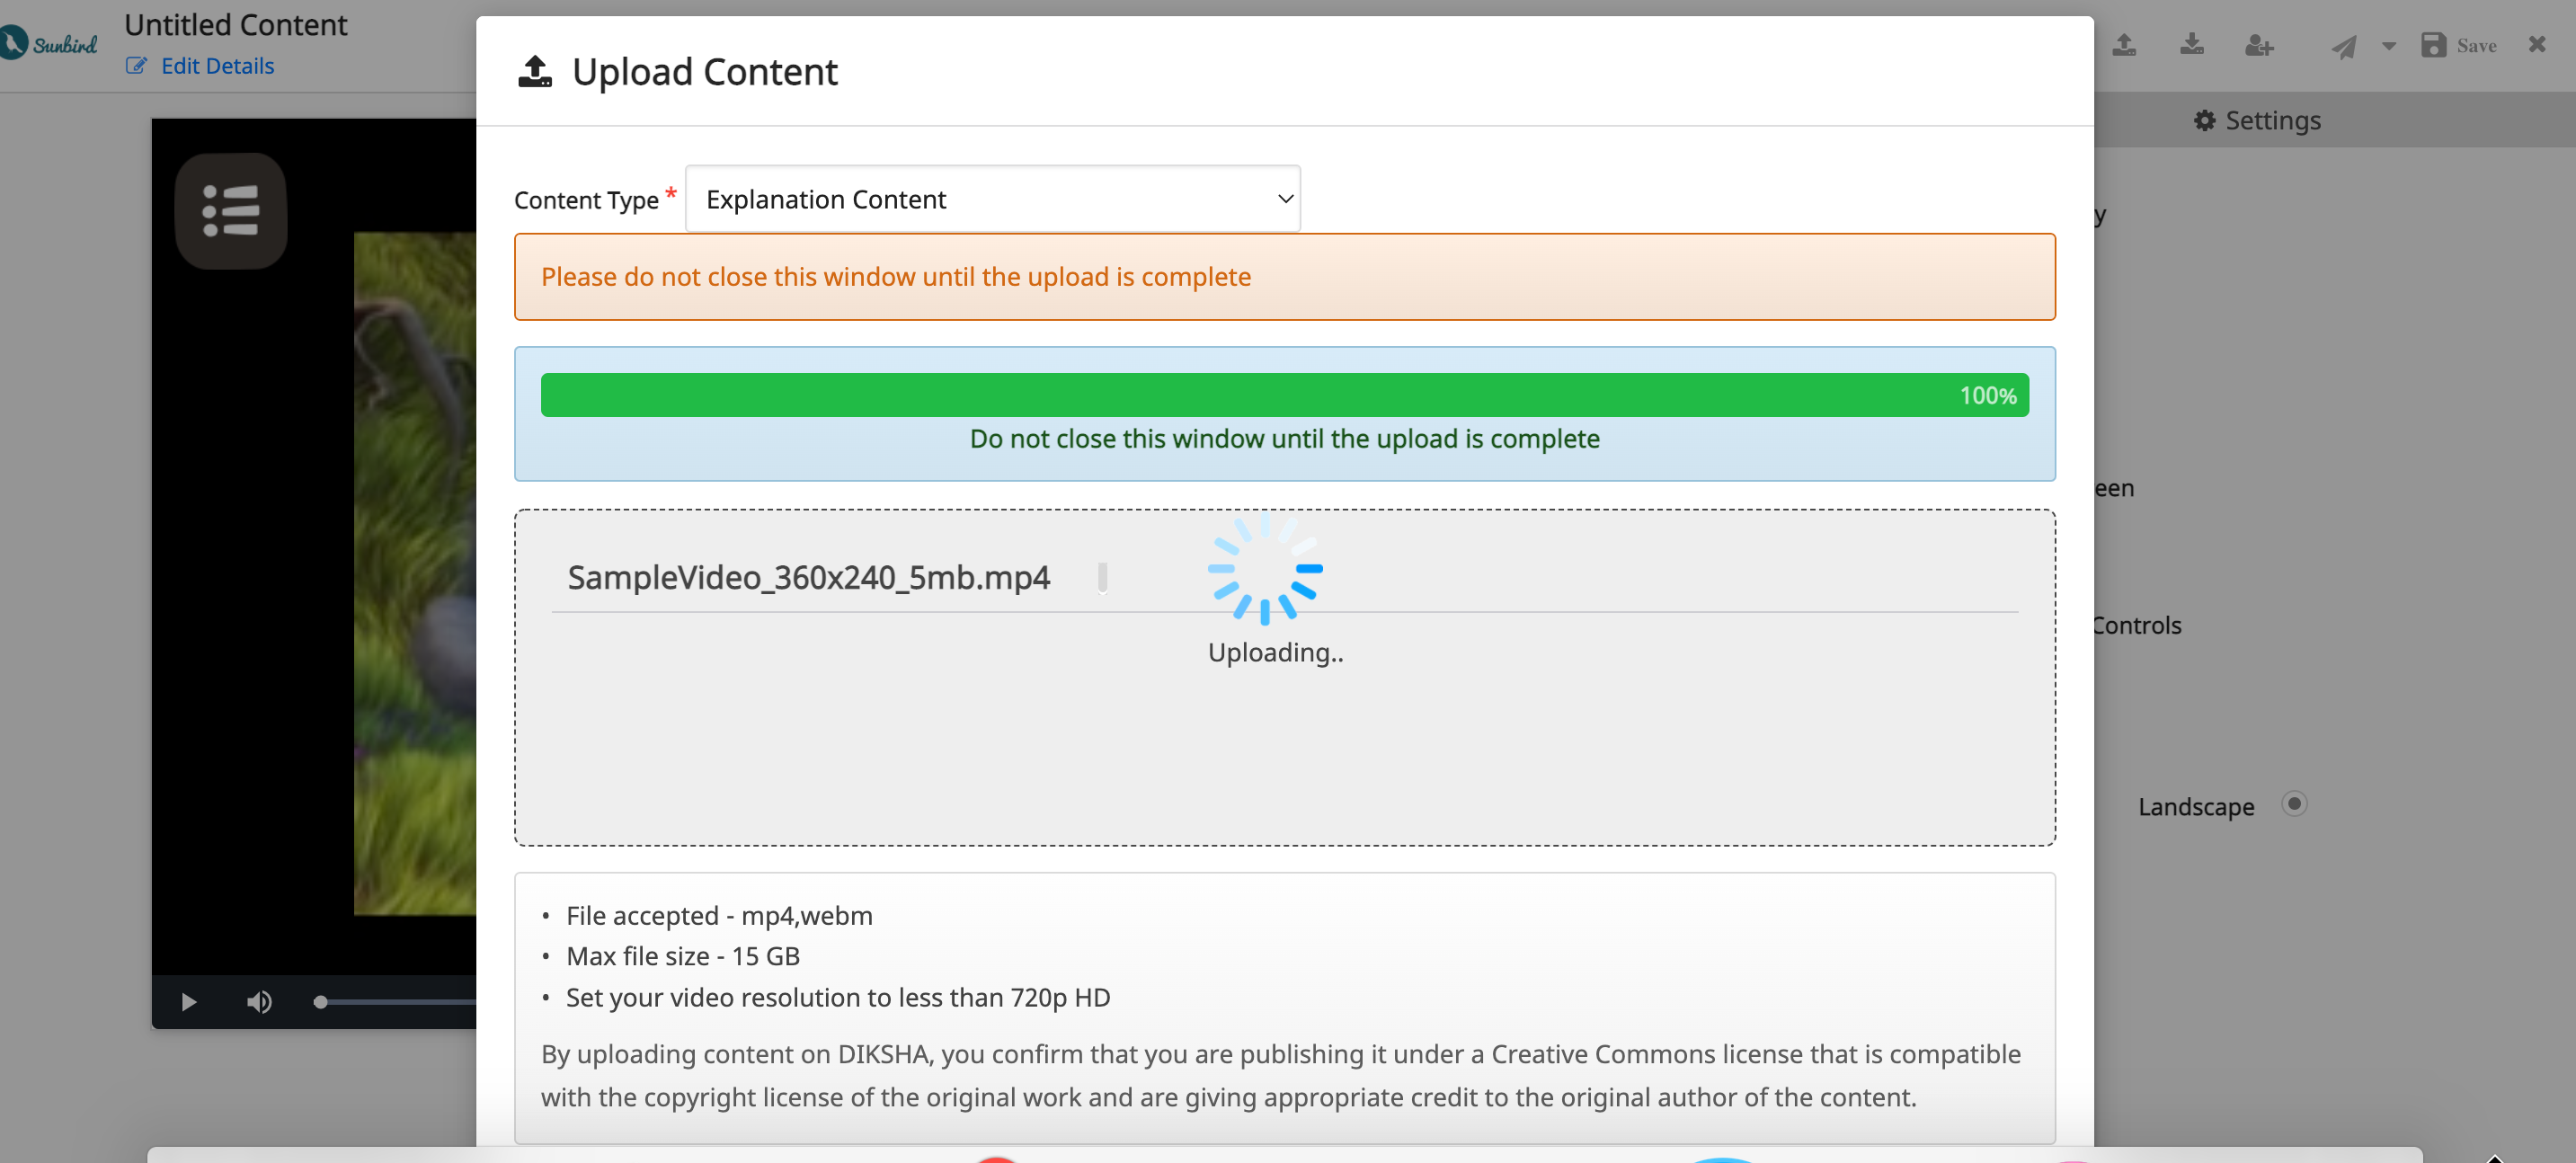 Sunbird
Untitled Content
Edit Details
Save
Settings
Upload Content
Content Type *
Explanation Content
Please do not close this window until the upload is complete
100%
Do not close this window until the upload is complete
SampleVideo_360x240_5mb.mp4
Uploading..
y
een
Controls
Landscape
• File accepted - mp4,webm
• Max file size - 15 GB
• Set your video resolution to less than 720p HD
By uploading content on DIKSHA, you confirm that you are publishing it under a Creative Commons license that is compatible
with the copyright license of the original work and are giving appropriate credit to the original author of the content.